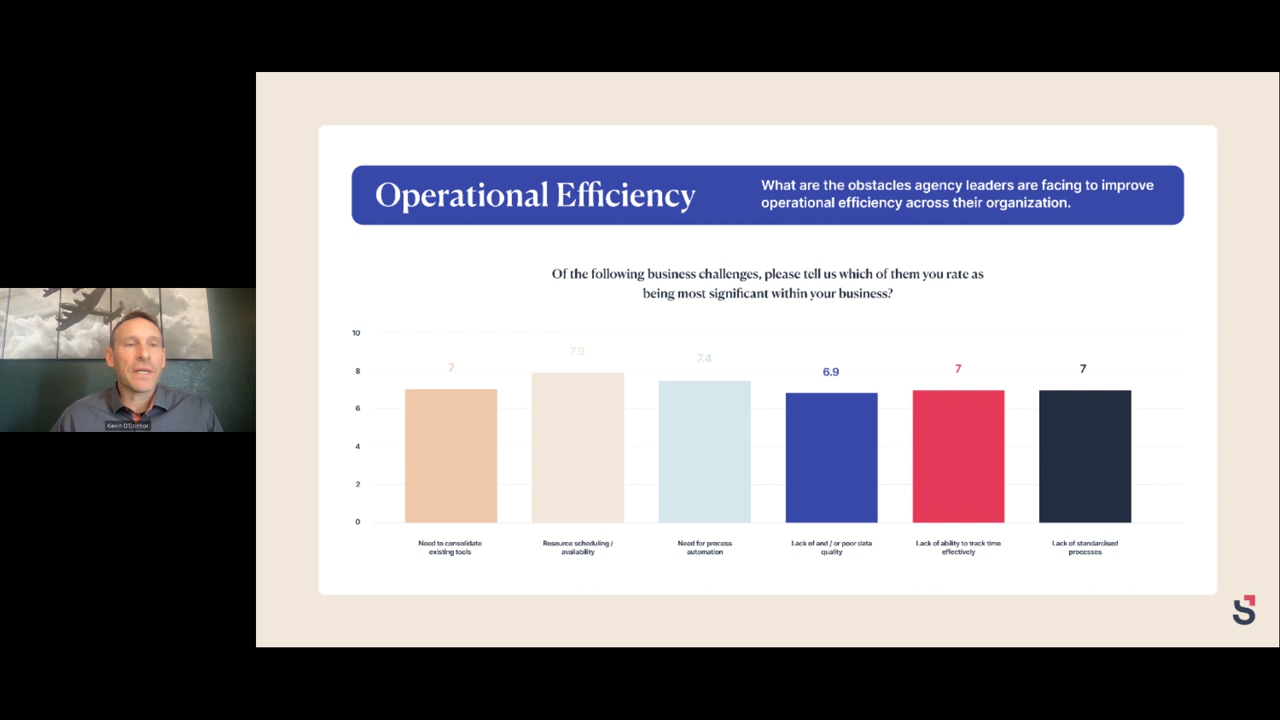 Operational Efficiency
What are the obstacles agency leaders are facing to improve
operational efficiency across their organization.
Of the following business challenges, please tell us which of them you rate as
being most significant within your business?
10
8
6
4
2
0
7
7.9
7.4
6.9
7
7
Need to consolidate
existing tools
Resource scheduling /
availability
Need for process
automation
Lack of and / or poor data
quality
Lack of ability to track time
effectively
Lack of standardised
processes
Kevin O'Connor
S